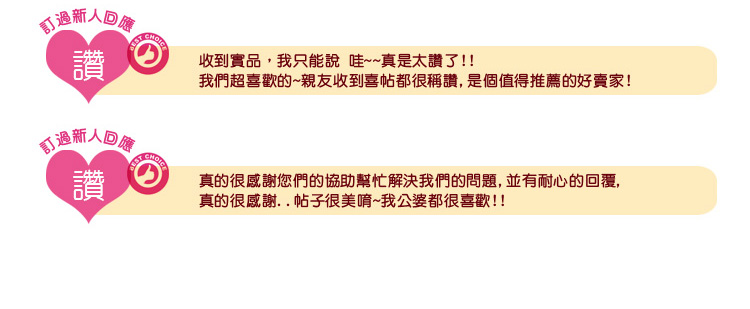 訂過新人回應
讚
BEST CHOICE
收到實品，我只能說 哇~~真是太讚了!!
我們超喜歡的~親友收到喜帖都很稱讚,是個值得推薦的好賣家!
訂過新人回應
讚
BEST CHOICE
真的很感謝您們的協助幫忙解決我們的問題,並有耐心的回覆,
真的很感謝..帖子很美唷~我公婆都很喜歡!!